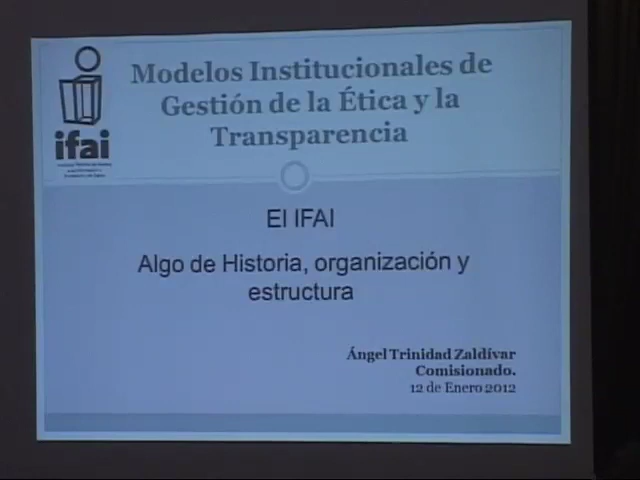 Modelos Institucionales de
Gestión de la Ética y la
Transparencia
ifai
El IFAI
Algo de Historia, organización y
estructura
Ángel Trinidad Zaldívar
Comisionado.
12 de Enero 2012